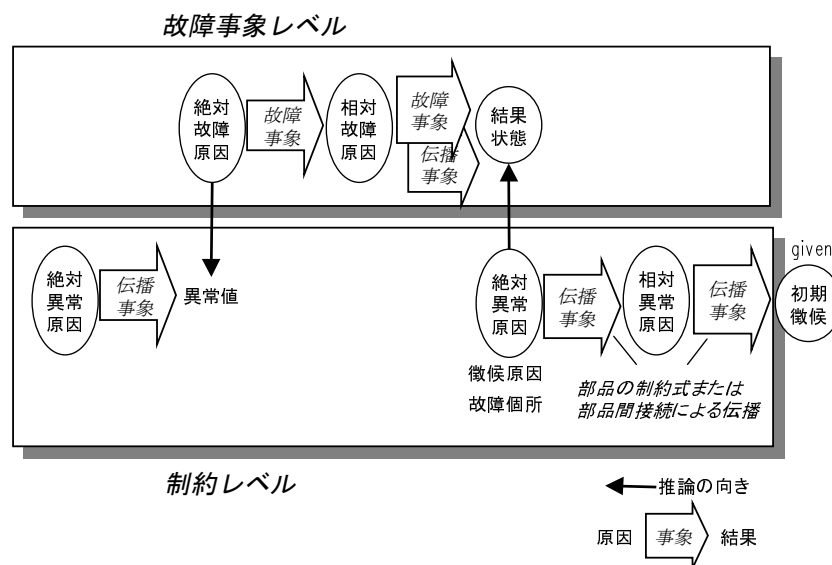 故障事象レベル
絶対
故障
原因
故障
事象
相対
故障
原因
故障
事象
伝播
事象
結果
状態
絶対
異常
原因
伝播
事象
異常値
絶対
異常
原因
伝播
事象
相対
異常
原因
伝播
事象
given
初期
徴候
徴候原因
故障個所
部品の制約式または
部品間接続による伝播
制約レベル
推論の向き
原因
事象
結果